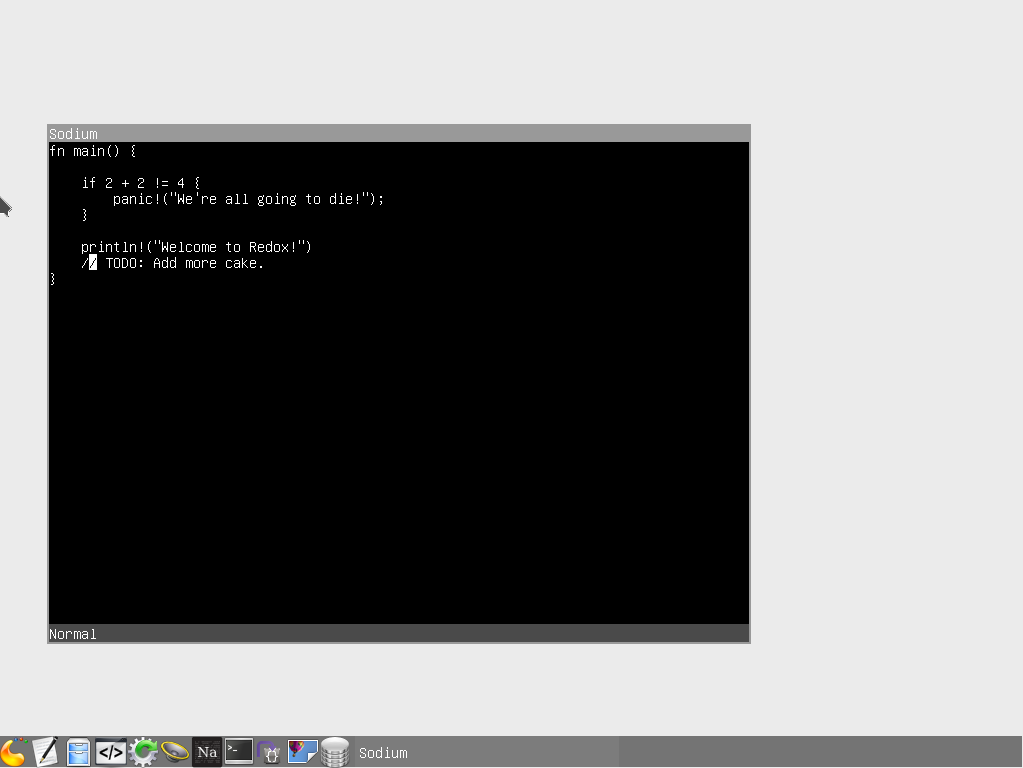 Sodium
fn main() {
if 2 + 2 != 4 {
panic!("We're all going to die!");
}
println!("Welcome to Redox!")
// TODO: Add more cake.
}
Normal
</> Na >- Sodium